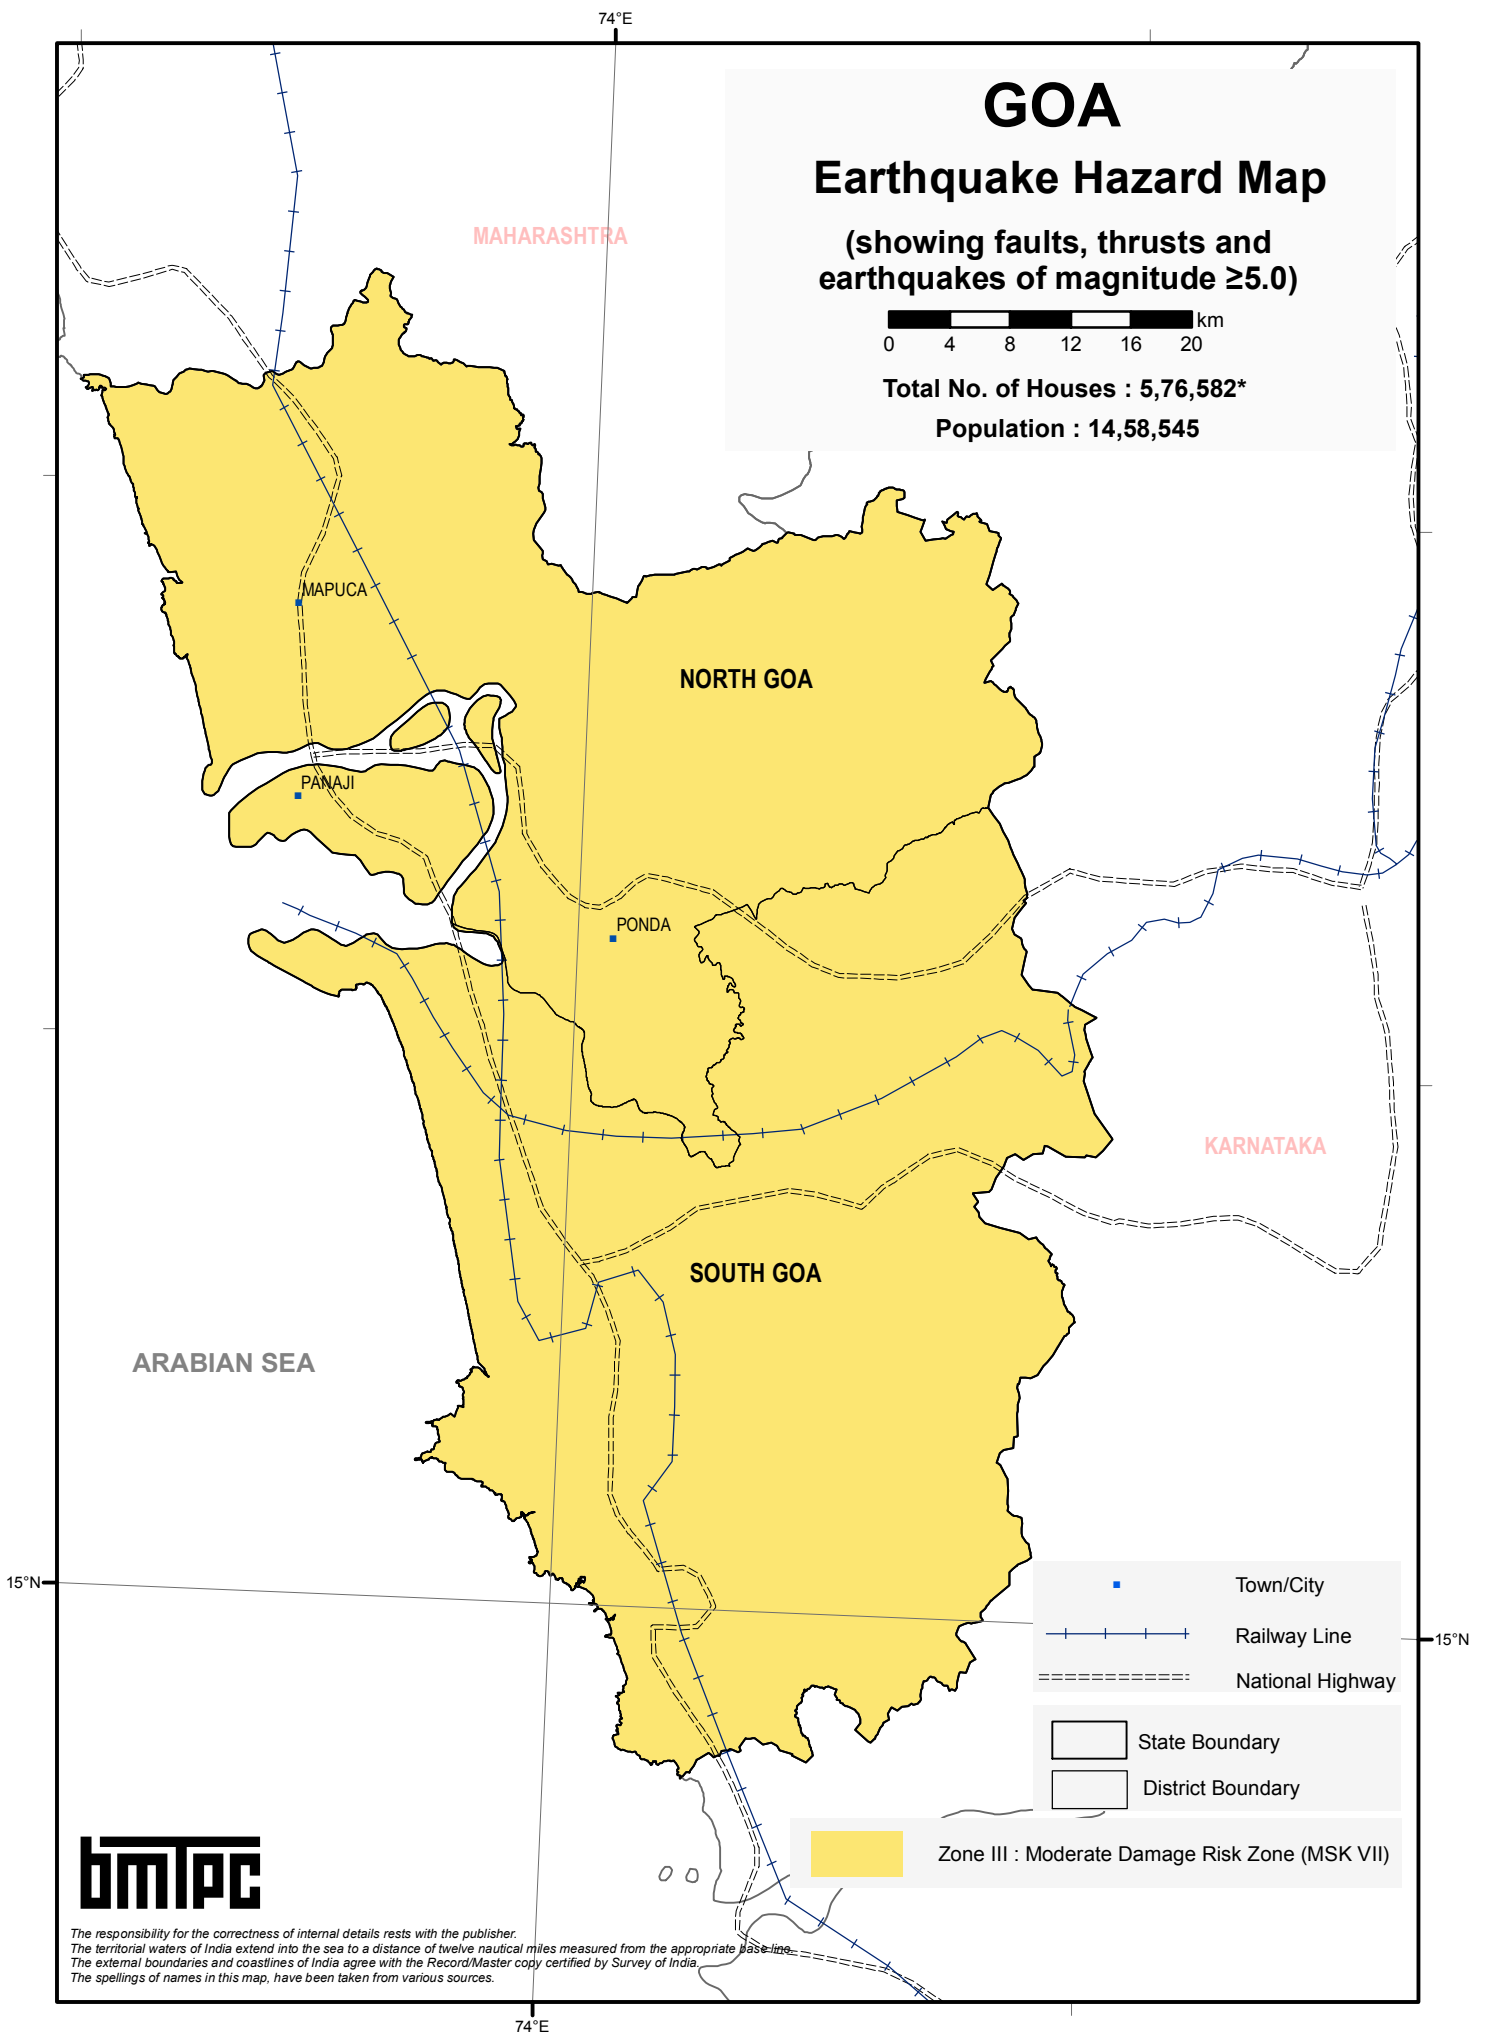 74°E
GOA
Earthquake Hazard Map
(showing faults, thrusts and
earthquakes of magnitude ≥5.0)
km
0 4 8 12 16 20
Total No. of Houses : 5,76,582*
Population : 14,58,545
MAHARASHTRA
MAPUCA
NORTH GOA
PANAJI
PONDA
KARNATAKA
SOUTH GOA
ARABIAN SEA
15°N
15°N
Town/City
Railway Line
National Highway
State Boundary
District Boundary
Zone III : Moderate Damage Risk Zone (MSK VII)
bmTPC
The responsibility for the correctness of internal details rests with the publisher.
The territorial waters of India extend into the sea to a distance of twelve nautical miles measured from the appropriate base line.
The external boundaries and coastlines of India agree with the Record/Master copy certified by Survey of India.
The spellings of names in this map, have been taken from various sources.
74°E